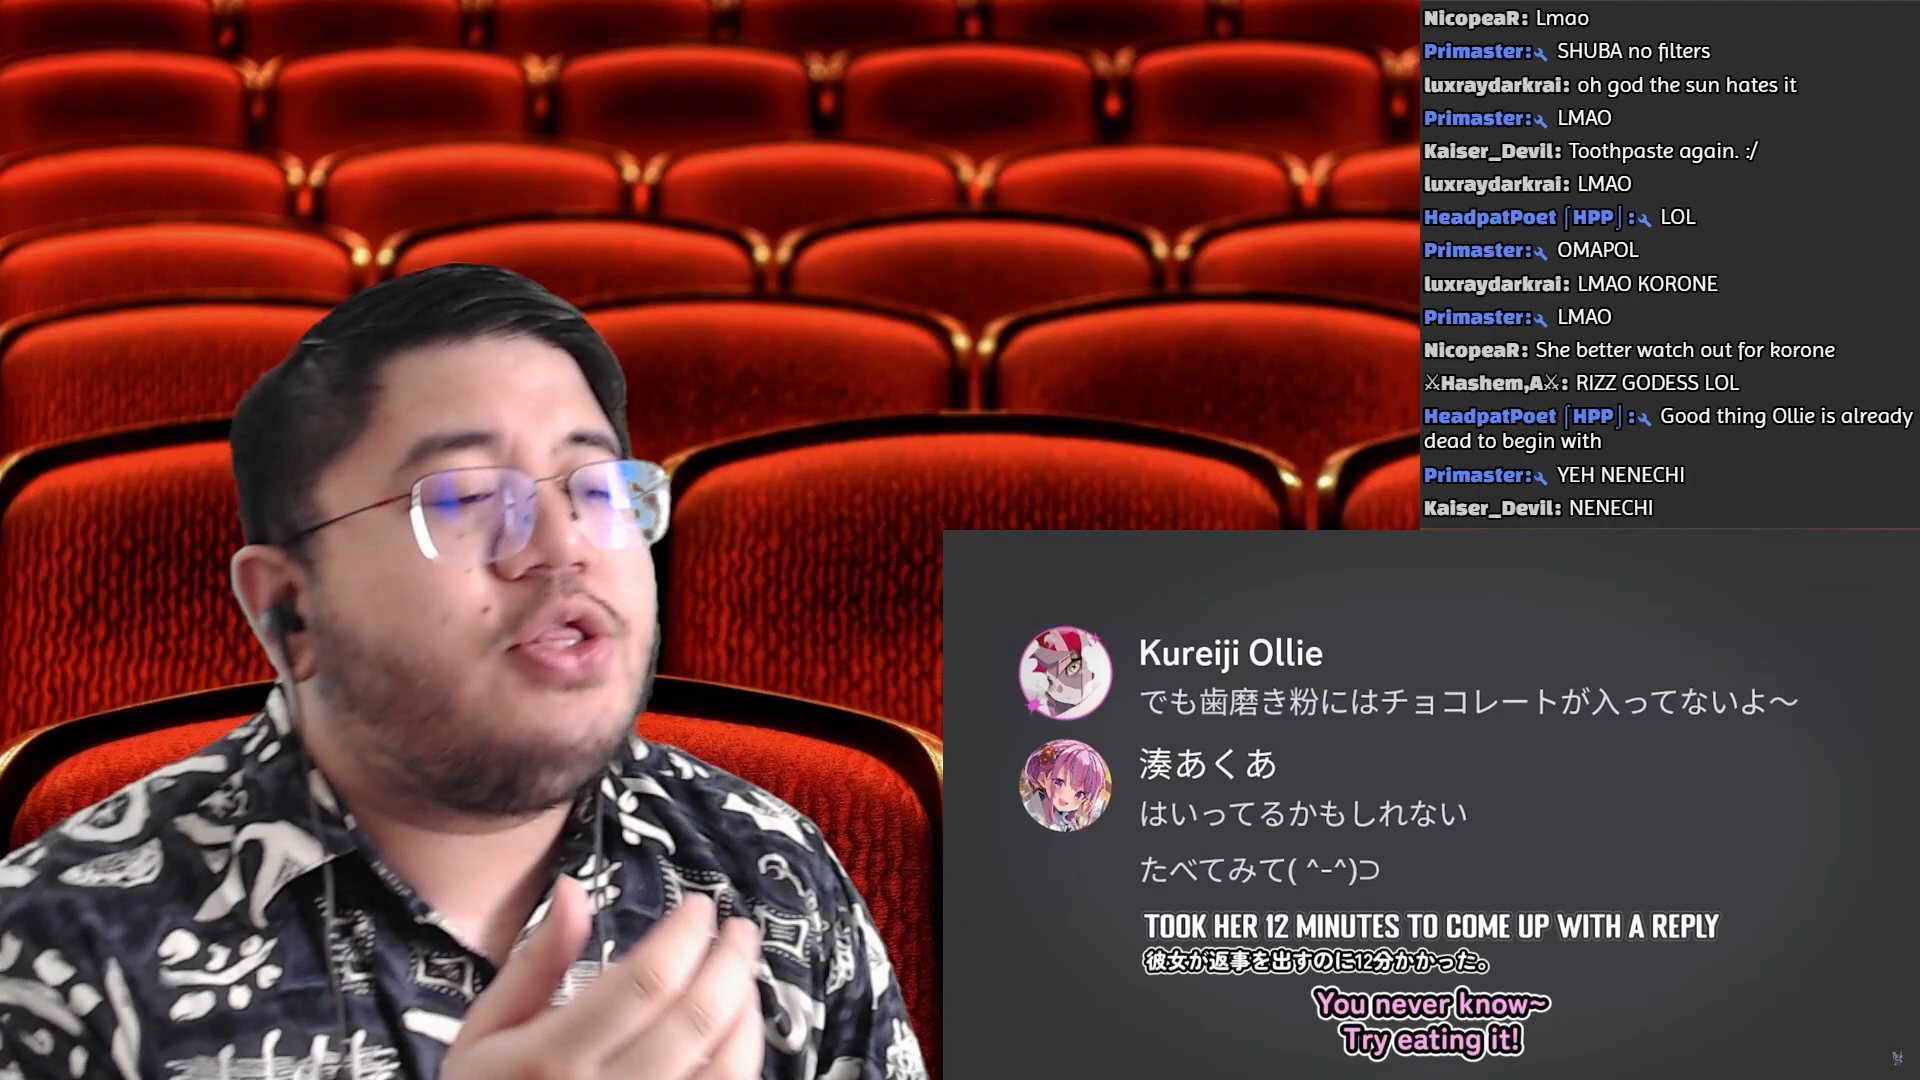 NicopeaR: Lmao
Primaster: SHUBA no filters
luxraydarkrai: oh god the sun hates it
Primaster: LMAO
Kaiser_Devil: Toothpaste again. :/
luxraydarkrai: LMAO
HeadpatPoet ⌈HPP⌋ : LOL
Primaster: OMAPOL
luxraydarkrai: LMAO KORONE
Primaster: LMAO
NicopeaR: She better watch out for korone
⚔Hashem,A⚔: RIZZ GODESS LOL
HeadpatPoet ⌈HPP⌋ : Good thing Ollie is already
dead to begin with
Primaster: YEH NENECHI
Kaiser_Devil: NENECHI
Kureiji Ollie
でも歯磨き粉にはチョコレートが入ってないよ〜
湊あくあ
はいってるかもしれない
たべてみて( ^-^)⊃
TOOK HER 12 MINUTES TO COME UP WITH A REPLY
彼女が返事を出すのに12分かかった。
You never know~
Try eating it!